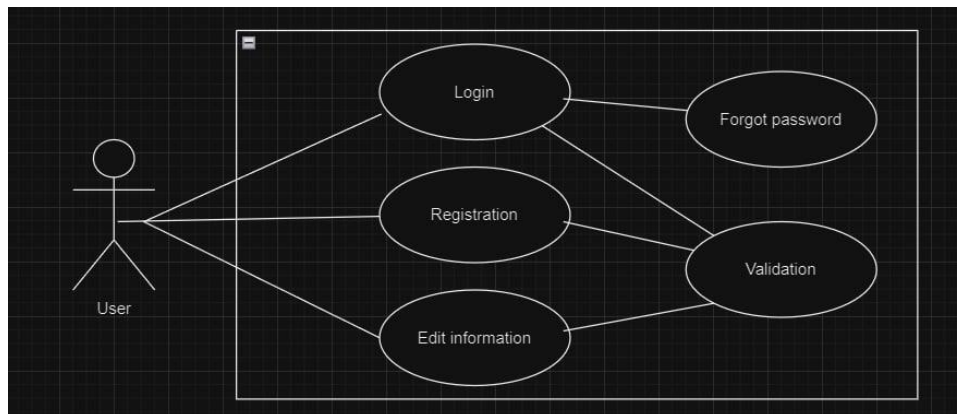 Login
Forgot password
Registration
Validation
User
Edit information